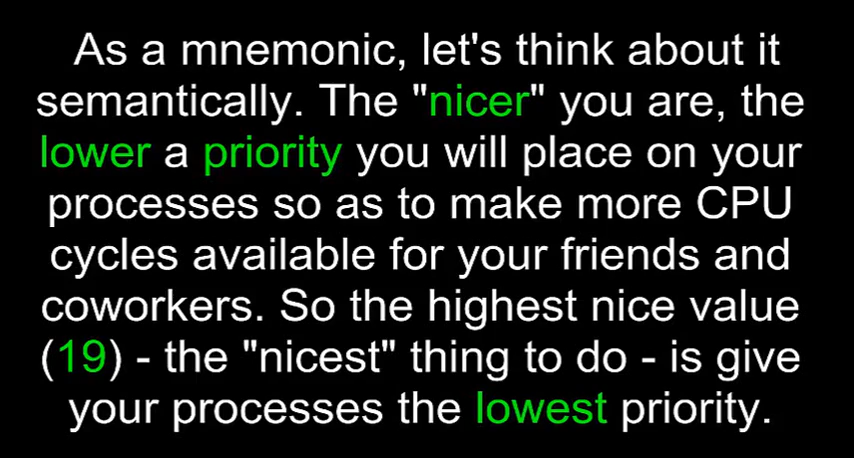 As a mnemonic, let's think about it
semantically. The "nicer" you are, the
lower a priority you will place on your
processes so as to make more CPU
cycles available for your friends and
coworkers. So the highest nice value
(19) - the "nicest" thing to do - is give
your processes the lowest priority.